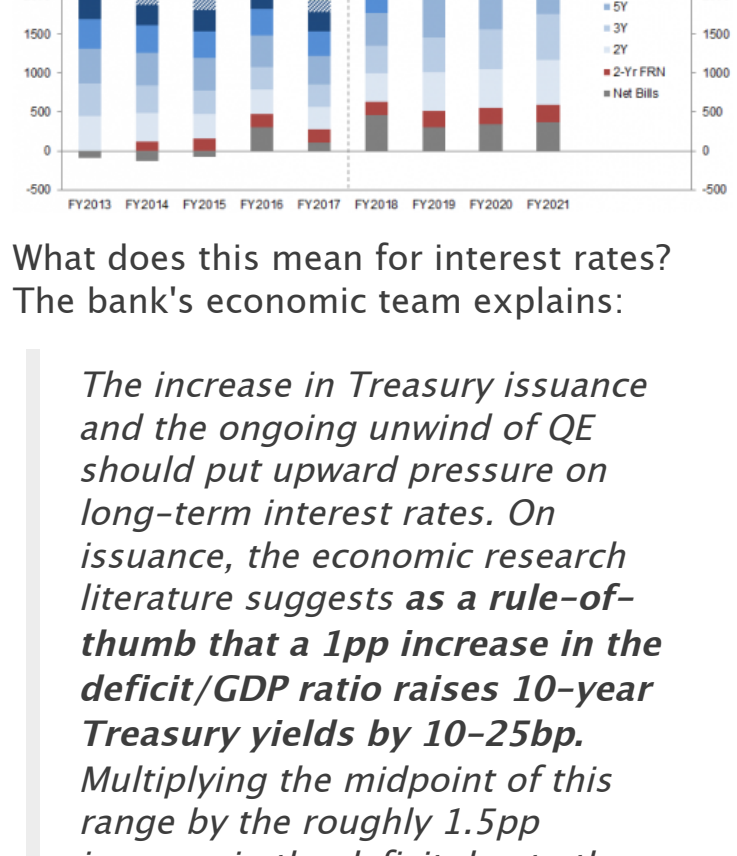 5Y
1500 3Y 1500
2Y
1000 2-Yr FRN 1000
500 Net Bills 500
0 0
-500 -500
FY2013 FY2014 FY2015 FY2016 FY2017 FY2018 FY2019 FY2020 FY2021
What does this mean for interest rates?
The bank's economic team explains:
The increase in Treasury issuance
and the ongoing unwind of QE
should put upward pressure on
long-term interest rates. On
issuance, the economic research
literature suggests as a rule-of-
thumb that a 1pp increase in the
deficit/GDP ratio raises 10-year
Treasury yields by 10-25bp.
Multiplying the midpoint of this
range by the roughly 1.5pp